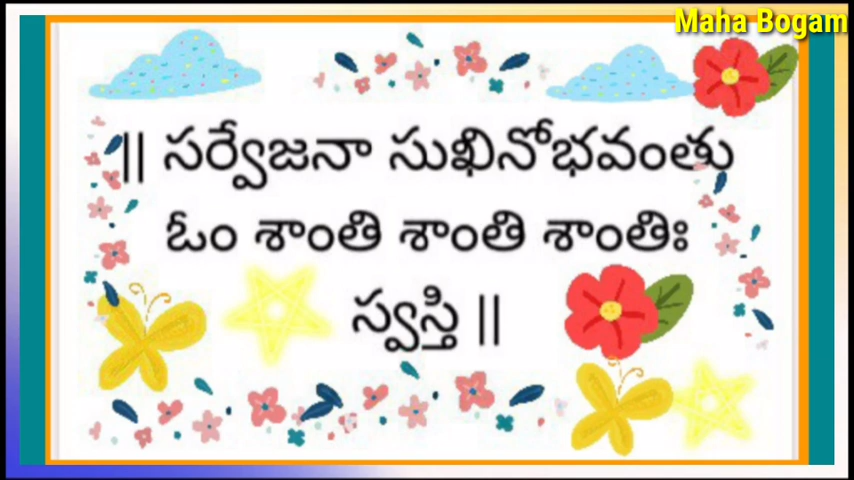 Maha Bogam
|| సర్వేజనా సుఖినోభవంతు
ఓం శాంతి శాంతి శాంతిః
స్వస్తి ||